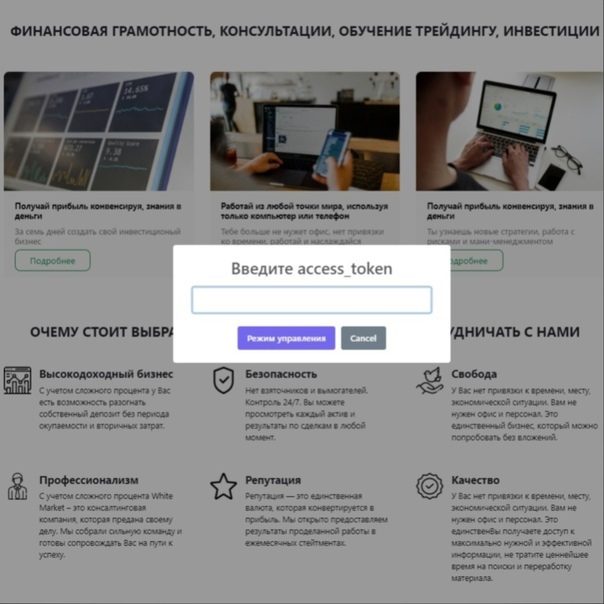 ФИНАНСОВАЯ ГРАМОТНОСТЬ, КОНСУЛЬТАЦИИ, ОБУЧЕНИЕ ТРЕЙДИНГУ, ИНВЕСТИЦИИ
Получай прибыль конвенсируя, знания в
деньги
За семь дней создать свой инвестиционый
бизнес
Подробнее
Работай из любой точки мира, используя
только компьютер или телефон
Тебе больше не нужет офис, нет привязки
ко времени, работай и наслаждайся
Получай прибыль конвенсируя, знания в
деньги
Ты узнаешь новые стратегии, работа с
рисками и мани-менеджментом
дробнее
Введите access_token
Режим управления
Cancel
ОЧЕМУ СТОИТ ВЫБРА
УДНИЧАТЬ С НАМИ
Высокодоходный бизнес
С учетом сложного процента у Вас
есть возможность разогнать
собственный депозит без периода
окупаемости и вторичных затрат.
Безопасность
Нет взяточников и вымогателей.
Контроль 24/7. Вы можете
просмотреть каждый актив и
результаты по сделкам в любой
момент.
Свобода
У Вас нет привязки к времени, месту,
экономической ситуации. Вам не
нужен офис и персонал. Это
единственный бизнес, который можно
попробовать без вложений.
Профессионализм
С учетом сложного процента White
Market – это консалтинговая
компания, которая предана своему
делу. Мы собрали сильную команду и
готовы сопровождать Вас на пути к
успеху.
Репутация
Репутация — это единственная
валюта, которая конвертируется в
прибыль. Мы открыто предоставляем
результаты проделанной работы в
ежемесячных стейтментах.
Качество
У Вас нет привязки к времени, месту,
экономической ситуации. Вам не
нужен офис и персонал. Это
единственВы получаете доступ к
максимально нужной и эффективной
информации, не тратите ценнейшее
время на поиски и переработку
материала.